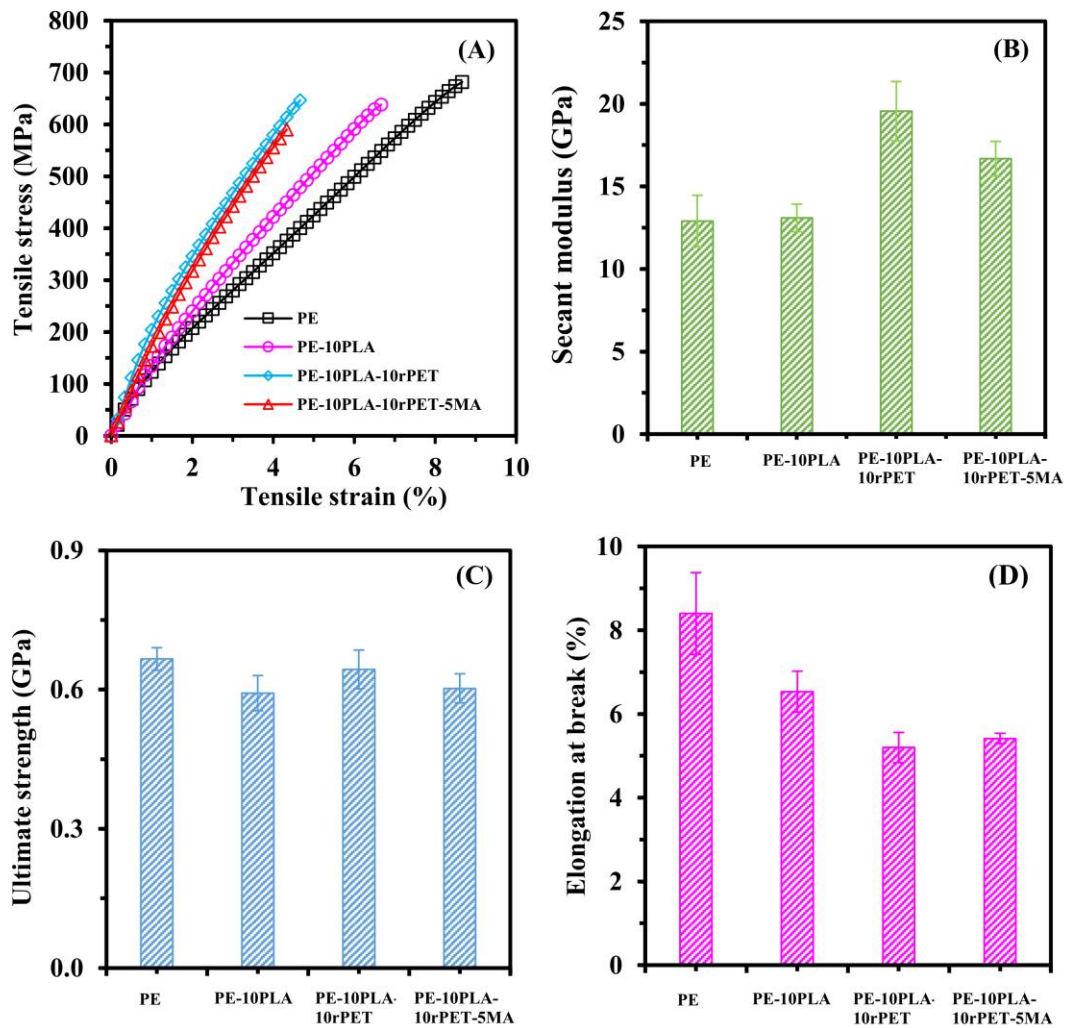 (A)
800
700
600
500
400
300
200
100
0
Tensile stress (MPa)
PE
PE-10PLA
PE-10PLA-10rPET
PE-10PLA-10rPET-5MA
0 2 4 6 8 10
Tensile strain (%)
(B)
25
20
15
10
5
0
Secant modulus (GPa)
PE PE-10PLA PE-10PLA- PE-10PLA-
10rPET 10rPET-5MA
(C)
0.9
0.6
0.3
0.0
Ultimate strength (GPa)
PE PE-10PLA PE-10PLA- PE-10PLA-
10rPET 10rPET-5MA
(D)
10
8
6
4
2
0
Elongation at break (%)
PE PE-10PLA PE-10PLA- PE-10PLA-
10rPET 10rPET-5MA